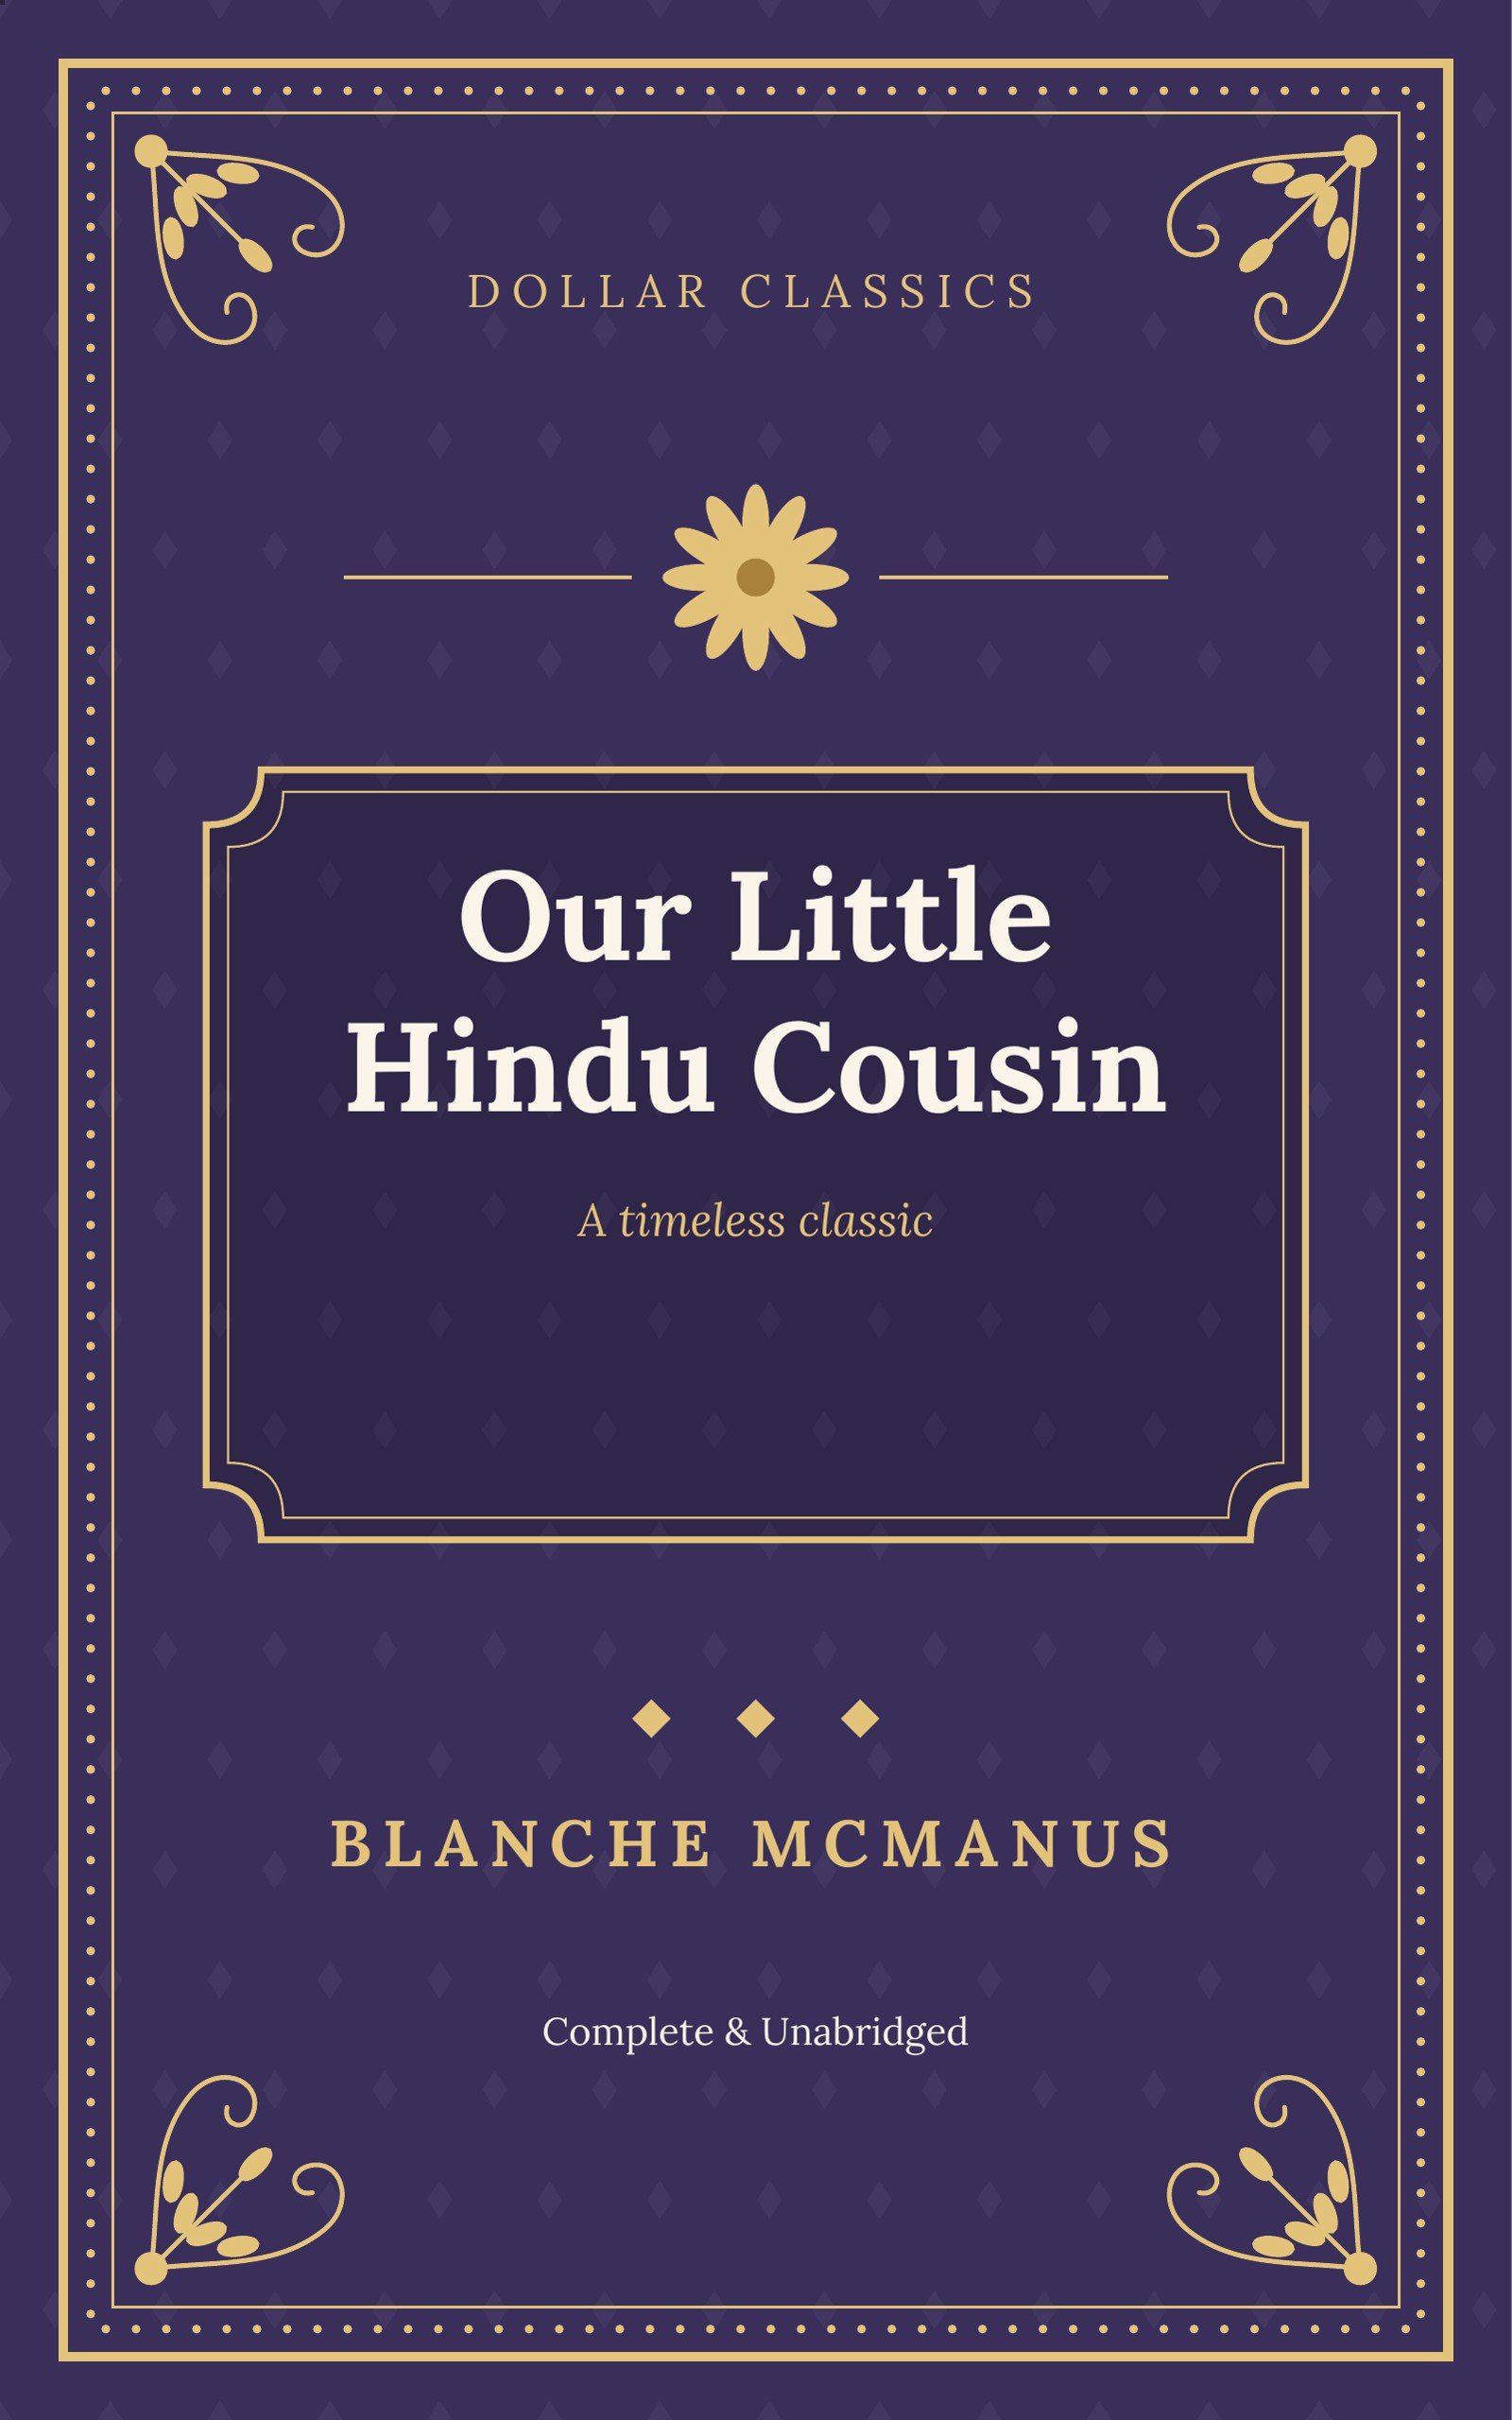 DOLLAR CLASSICS
Our Little
Hindu Cousin
A timeless classic
BLANCHE MCMANUS
Complete & Unabridged